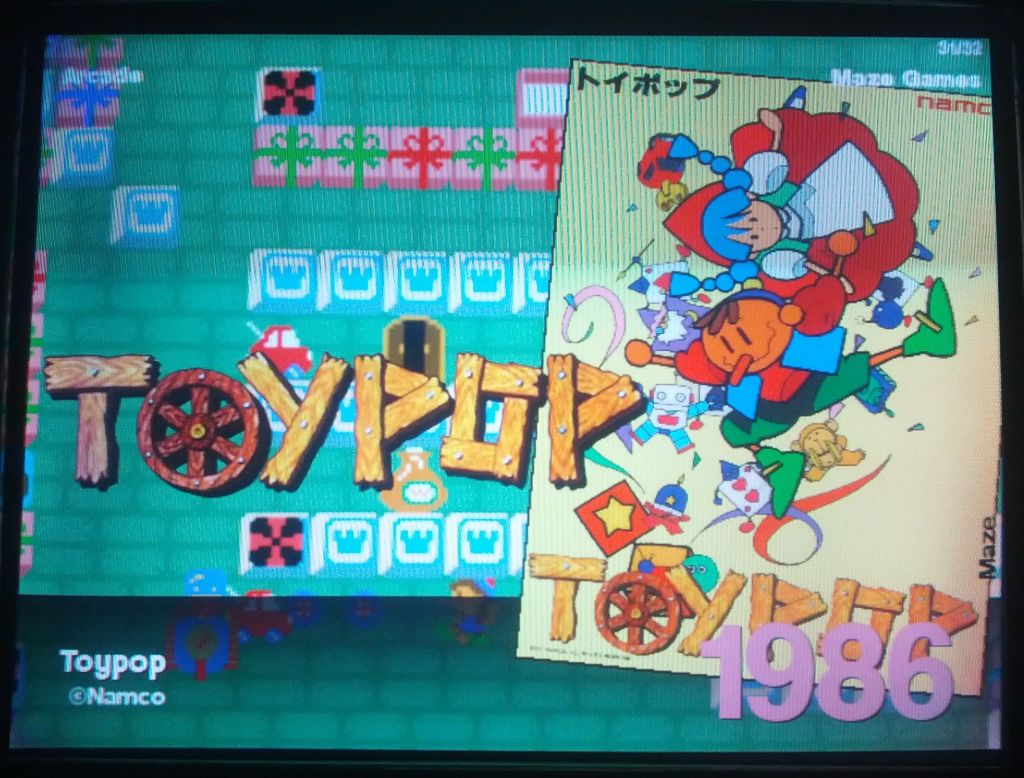 Arcade
Maze Games
トイポップ
namco
TOYPOP
Maze
TOYPOP
1986
Toypop
©Namco